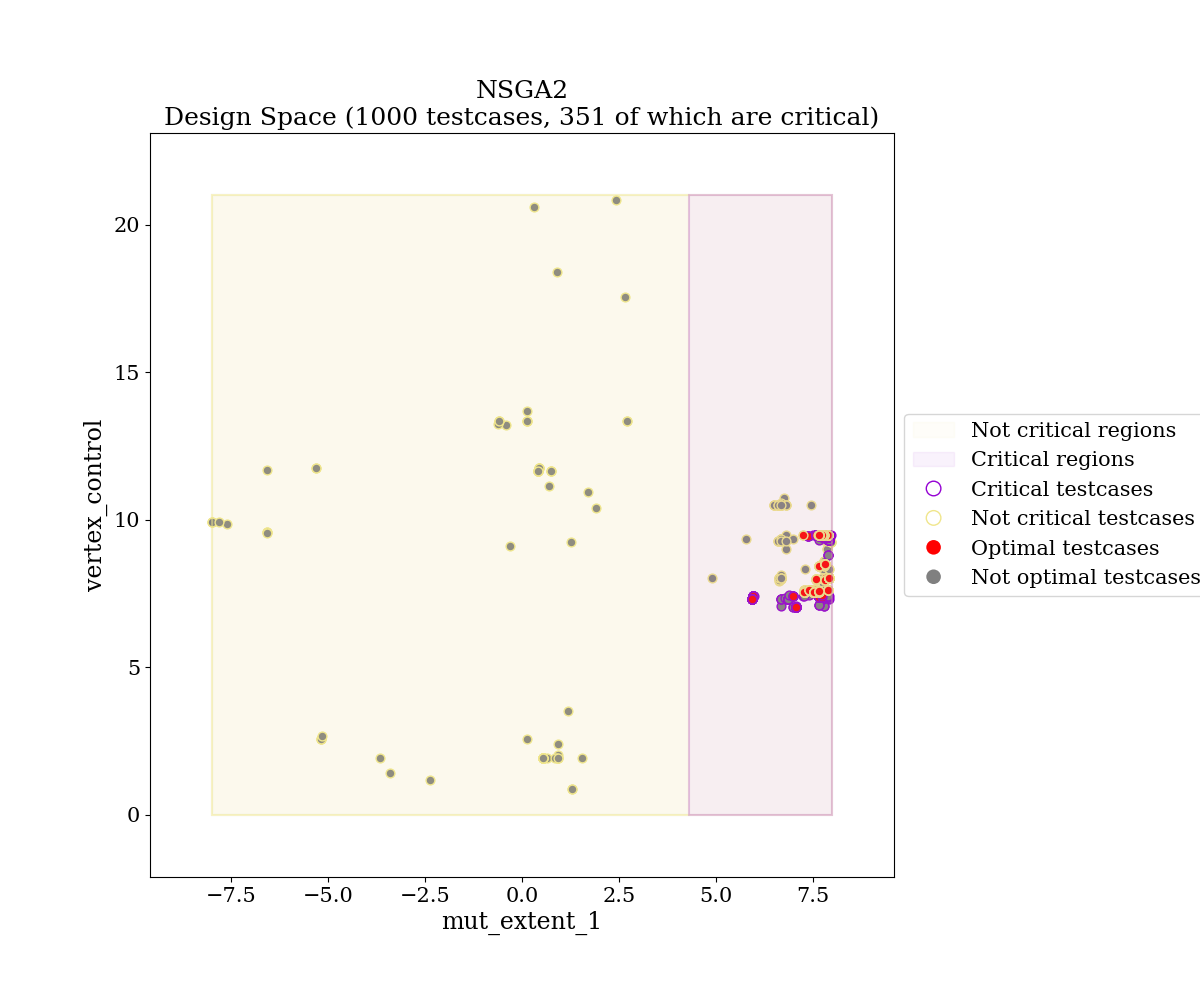 NSGA2
Design Space (1000 testcases, 351 of which are critical)
20
15
10
5
0
vertex_control
−7.5 −5.0 −2.5 0.0 2.5 5.0 7.5
mut_extent_1
Not critical regions
Critical regions
Critical testcases
Not critical testcases
Optimal testcases
Not optimal testcases